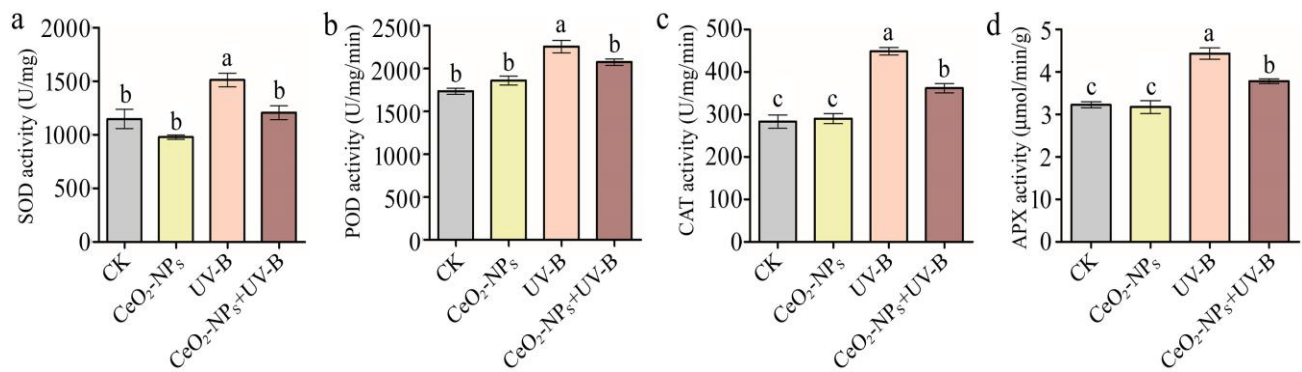 a
SOD activity (U/mg)
2000
1500
1000
500
0
b
b
a
b
CK
CeO₂-NPs
UV-B
CeO₂-NPs+UV-B
b
POD activity (U/mg/min)
2500
2000
1500
1000
500
0
b
b
a
b
CK
CeO₂-NPs
UV-B
CeO₂-NPs+UV-B
c
CAT activity (U/mg/min)
500
400
300
200
100
0
c
c
a
b
CK
CeO₂-NPs
UV-B
CeO₂-NPs+UV-B
d
APX activity (μmol/min/g)
5
4
3
2
1
0
c
c
a
b
CK
CeO₂-NPs
UV-B
CeO₂-NPs+UV-B